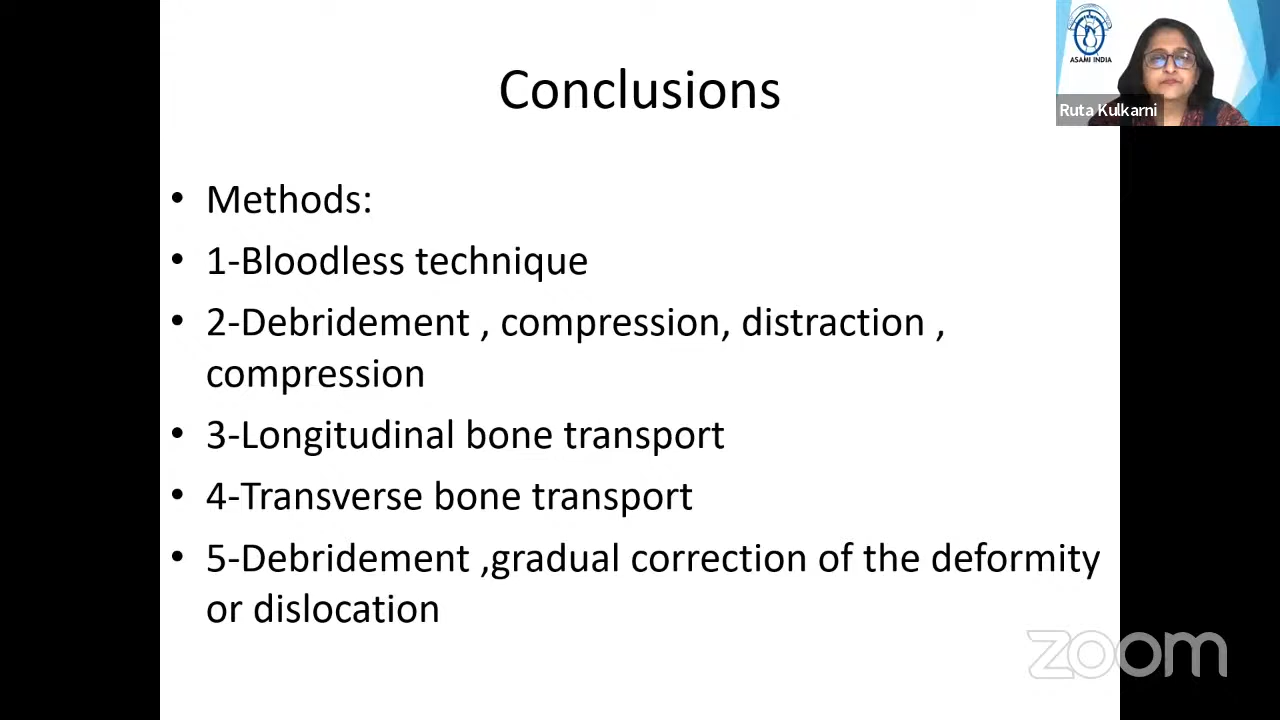 Conclusions
ASAMI INDIA
Ruta Kulkarni
• Methods:
• 1-Bloodless technique
• 2-Debridement , compression, distraction ,
compression
• 3-Longitudinal bone transport
• 4-Transverse bone transport
• 5-Debridement ,gradual correction of the deformity
or dislocation
zoom